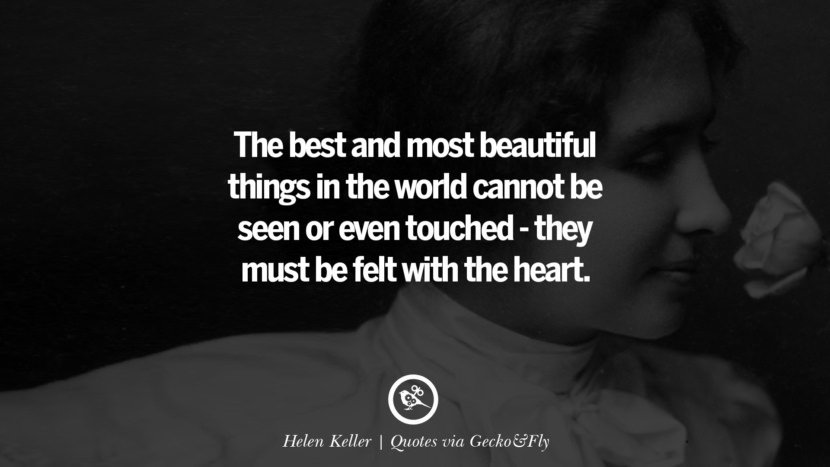 The best and most beautiful
things in the world cannot be
seen or even touched - they
must be felt with the heart.
Helen Keller | Quotes via Gecko&Fly